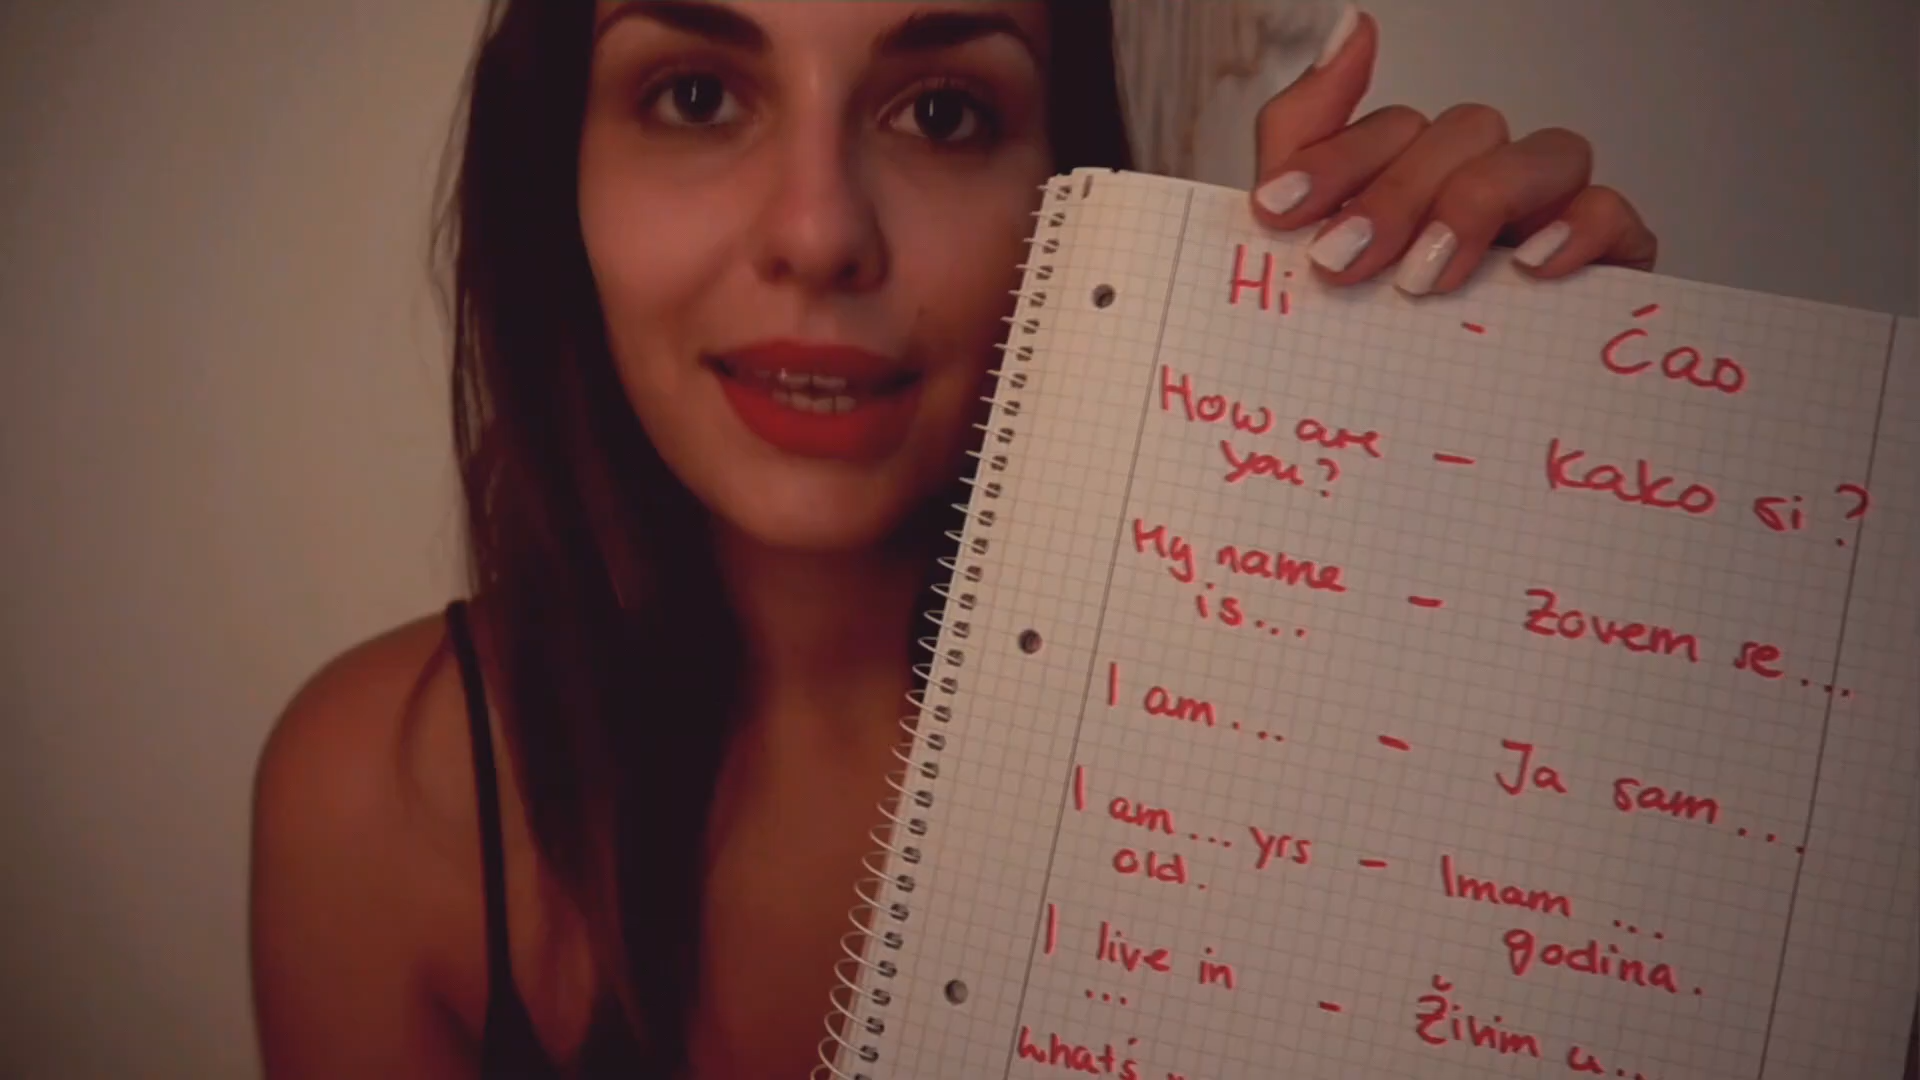 Hi - Ćao
How are - Kako si?
you?
My name - Zovem se...
is...
I am... - Ja sam...
I am... yrs - Imam ...
old. godina.
I live in - Živim u...
...
what's